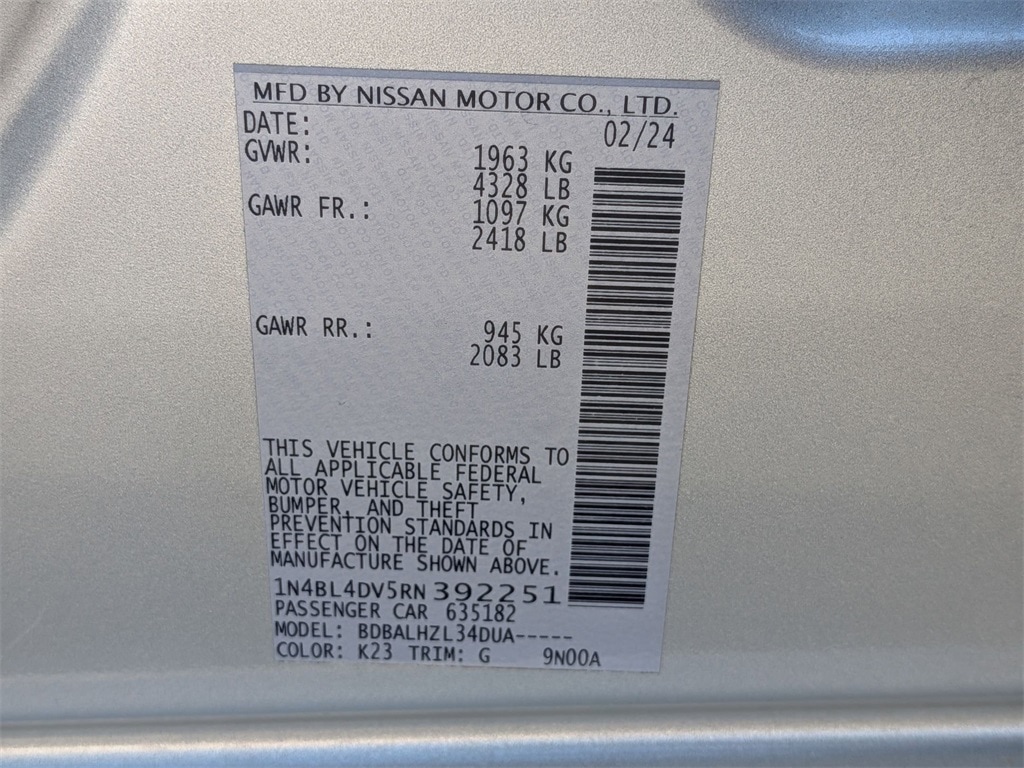 MFD BY NISSAN MOTOR CO., LTD.
DATE: 02/24
GVWR: 1963 KG
4328 LB
GAWR FR.: 1097 KG
2418 LB
GAWR RR.: 945 KG
2083 LB
THIS VEHICLE CONFORMS TO
ALL APPLICABLE FEDERAL
MOTOR VEHICLE SAFETY,
BUMPER, AND THEFT
PREVENTION STANDARDS IN
EFFECT ON THE DATE OF
MANUFACTURE SHOWN ABOVE.
1N4BL4DV5RN392251
PASSENGER CAR 635182
MODEL: BDBALHZL34DUA-----
COLOR: K23 TRIM: G 9N00A